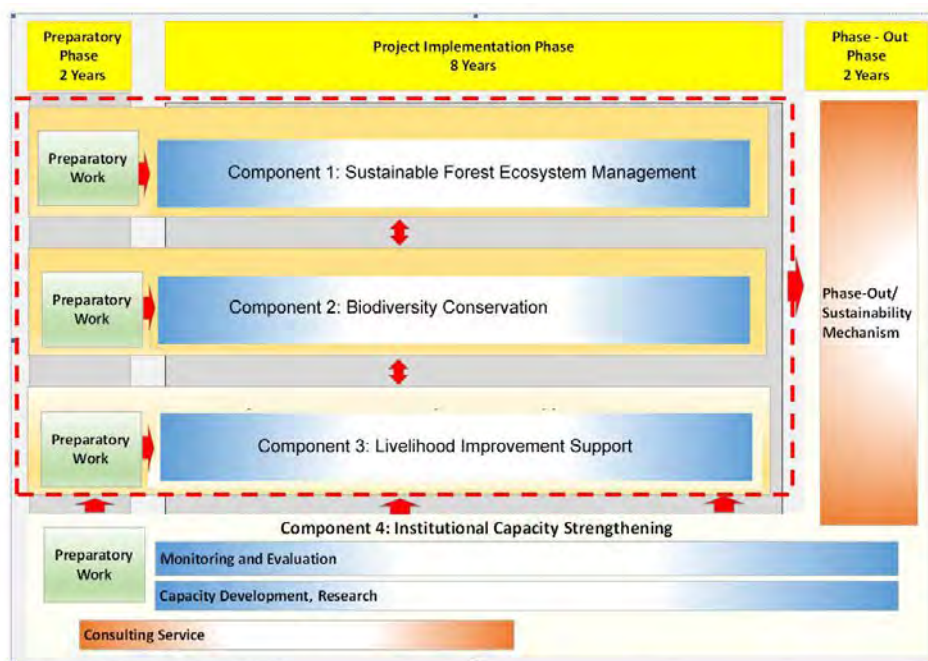 Preparatory
Phase
2 Years
Project Implementation Phase
8 Years
Phase - Out
Phase
2 Years
Preparatory
Work
Component 1: Sustainable Forest Ecosystem Management
Preparatory
Work
Component 2: Biodiversity Conservation
Phase-Out/
Sustainability
Mechanism
Preparatory
Work
Component 3: Livelihood Improvement Support
Component 4: Institutional Capacity Strengthening
Preparatory
Work
Monitoring and Evaluation
Capacity Development, Research
Consulting Service